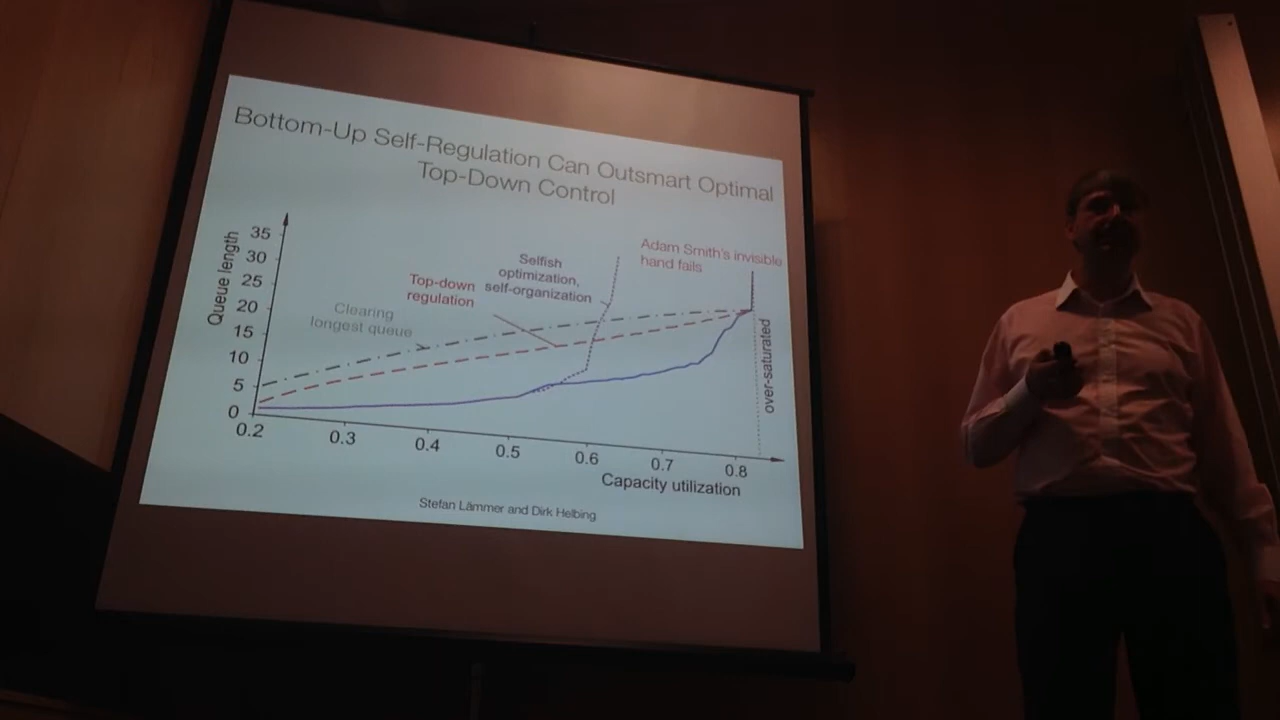 Bottom-Up Self-Regulation Can Outsmart Optimal
Top-Down Control
Queue length
35
30
25
20
15
10
5
0
Clearing
longest queue
Top-down
regulation
Selfish
optimization,
self-organization
Adam Smith's invisible
hand fails
over-saturated
0.2
0.3
0.4
0.5
0.6
0.7
0.8
Capacity utilization
Stefan Lämmer and Dirk Helbing